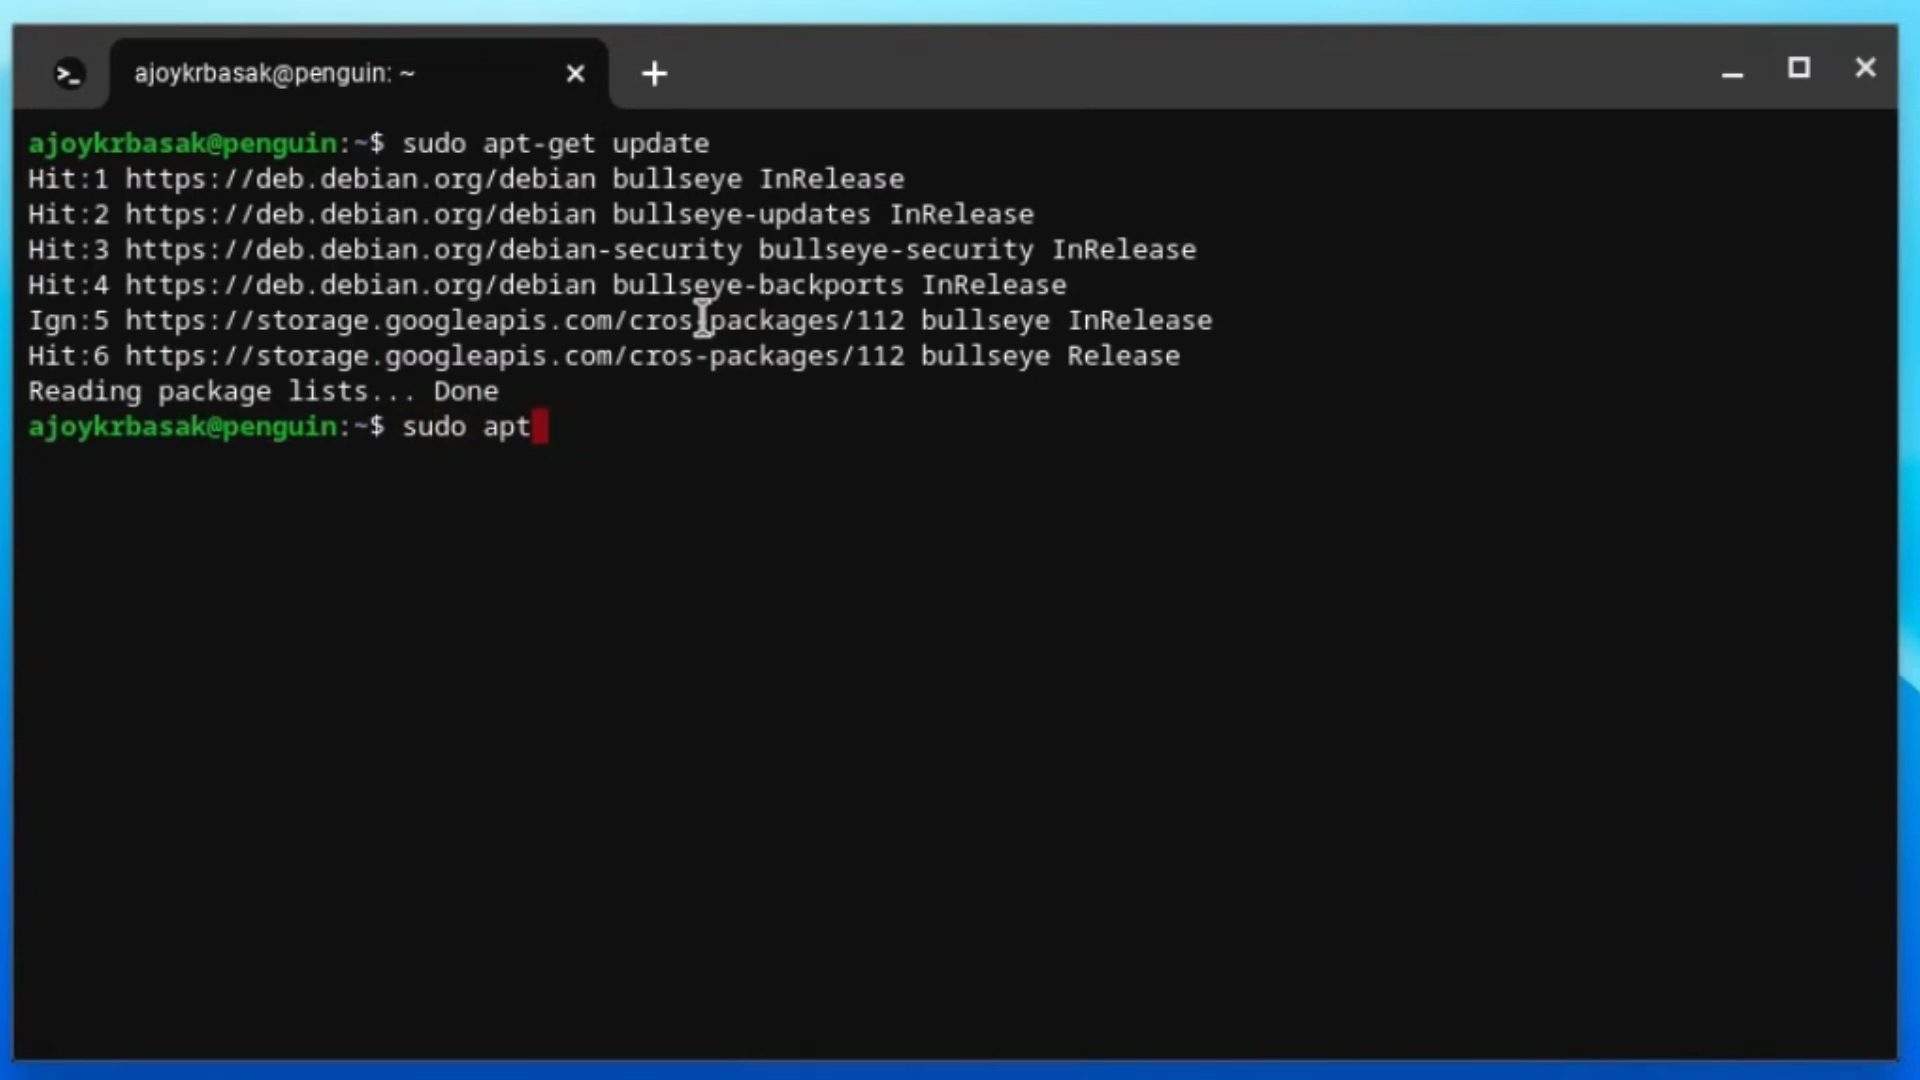 ajoykrbasak@penguin: ~
ajoykrbasak@penguin:~$ sudo apt-get update
Hit:1 https://deb.debian.org/debian bullseye InRelease
Hit:2 https://deb.debian.org/debian bullseye-updates InRelease
Hit:3 https://deb.debian.org/debian-security bullseye-security InRelease
Hit:4 https://deb.debian.org/debian bullseye-backports InRelease
Ign:5 https://storage.googleapis.com/cros-packages/112 bullseye InRelease
Hit:6 https://storage.googleapis.com/cros-packages/112 bullseye Release
Reading package lists... Done
ajoykrbasak@penguin:~$ sudo apt